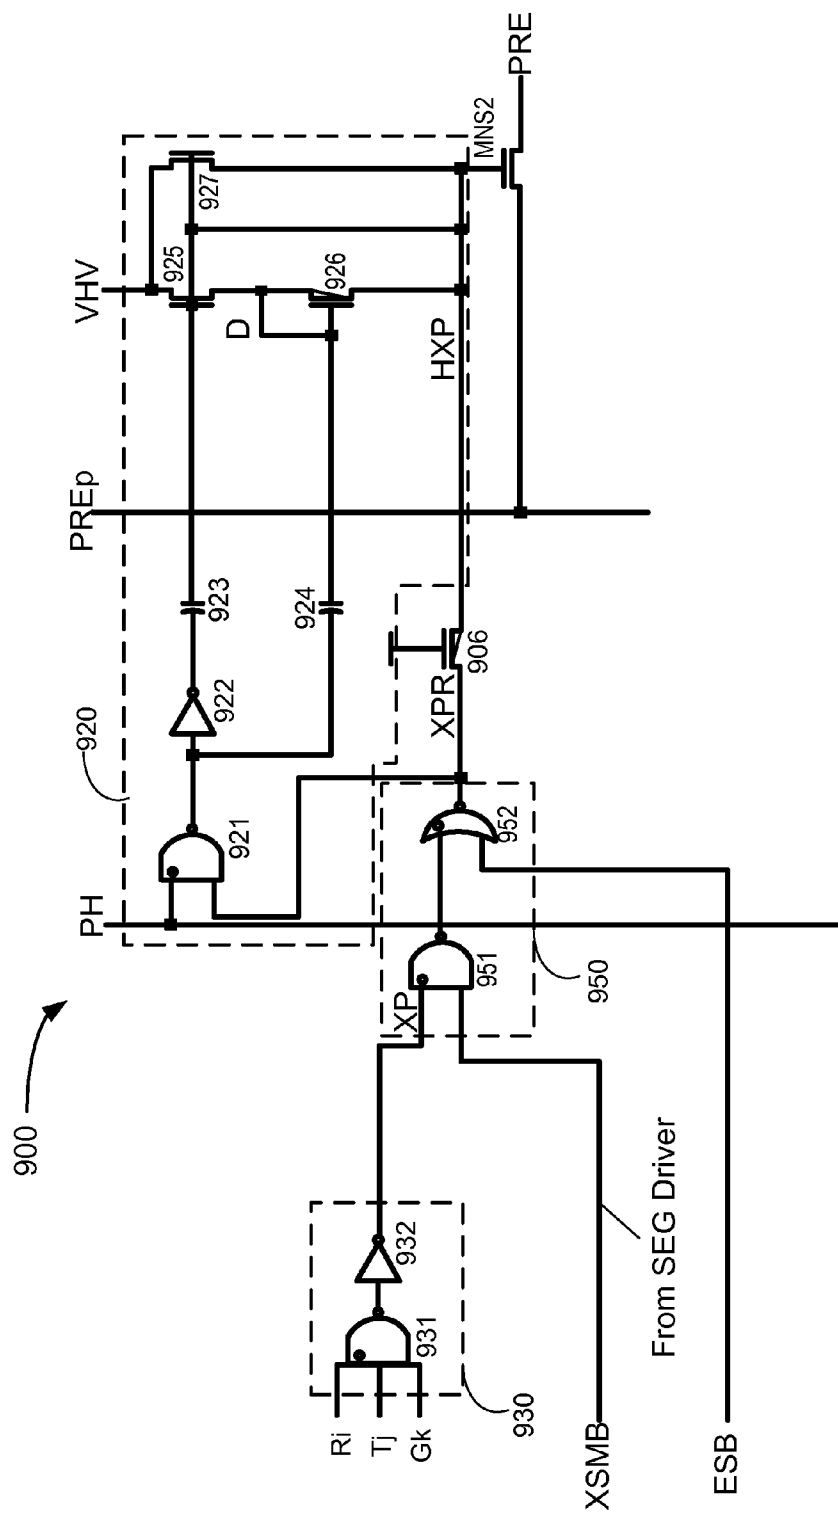 900
920
VHV
PH
PREp
PRE
921
922
923
924
925
926
927
D
MNS2
HXP
906
XPR
952
951
XP
950
932
931
930
Ri
Tj
Gk
From SEG Driver
XSMB
ESB